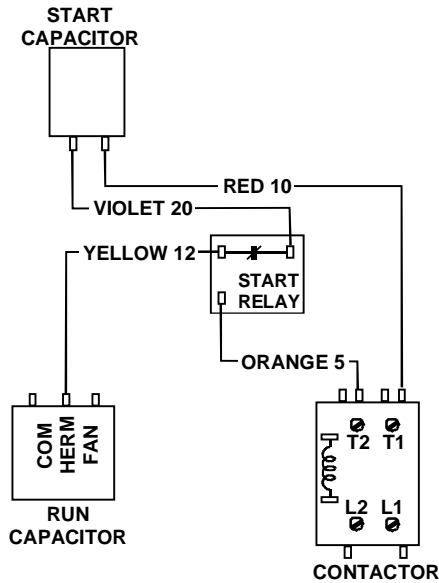 START
CAPACITOR
RED 10
VIOLET 20
YELLOW 12
START
RELAY
ORANGE 5
COM
HERM
FAN
T2 T1
L2 L1
RUN
CAPACITOR
CONTACTOR